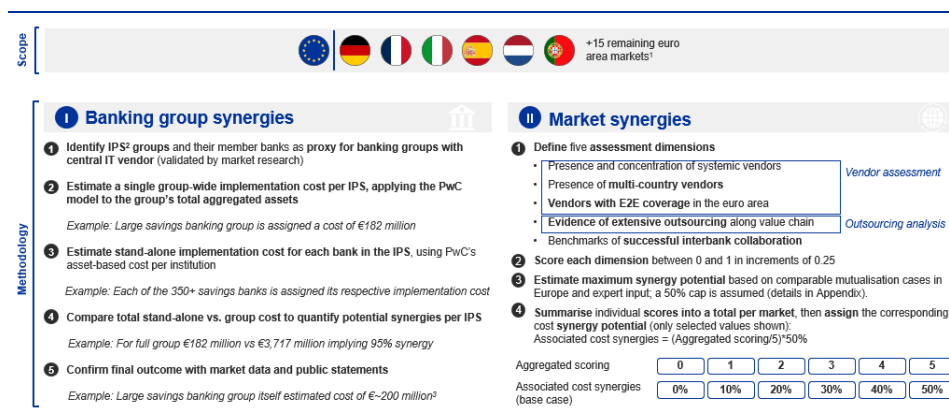 Scope
+15 remaining euro
area markets¹
Methodology
I Banking group synergies
1 Identify IPS² groups and their member banks as proxy for banking groups with
central IT vendor (validated by market research)
2 Estimate a single group-wide implementation cost per IPS, applying the PwC
model to the group's total aggregated assets
Example: Large savings banking group is assigned a cost of €182 million
3 Estimate stand-alone implementation cost for each bank in the IPS, using PwC's
asset-based cost per institution
Example: Each of the 350+ savings banks is assigned its respective implementation cost
4 Compare total stand-alone vs. group cost to quantify potential synergies per IPS
Example: For full group €182 million vs €3,717 million implying 95% synergy
5 Confirm final outcome with market data and public statements
Example: Large savings banking group itself estimated cost of €~200 million³
II Market synergies
1 Define five assessment dimensions
• Presence and concentration of systemic vendors
• Presence of multi-country vendors
• Vendors with E2E coverage in the euro area
Vendor assessment
• Evidence of extensive outsourcing along value chain
Outsourcing analysis
• Benchmarks of successful interbank collaboration
2 Score each dimension between 0 and 1 in increments of 0.25
3 Estimate maximum synergy potential based on comparable mutualisation cases in
Europe and expert input; a 50% cap is assumed (details in Appendix).
4 Summarise individual scores into a total per market, then assign the corresponding
cost synergy potential (only selected values shown):
Associated cost synergies = (Aggregated scoring/5)*50%
Aggregated scoring 0 1 2 3 4 5
Associated cost synergies 0% 10% 20% 30% 40% 50%
(base case)